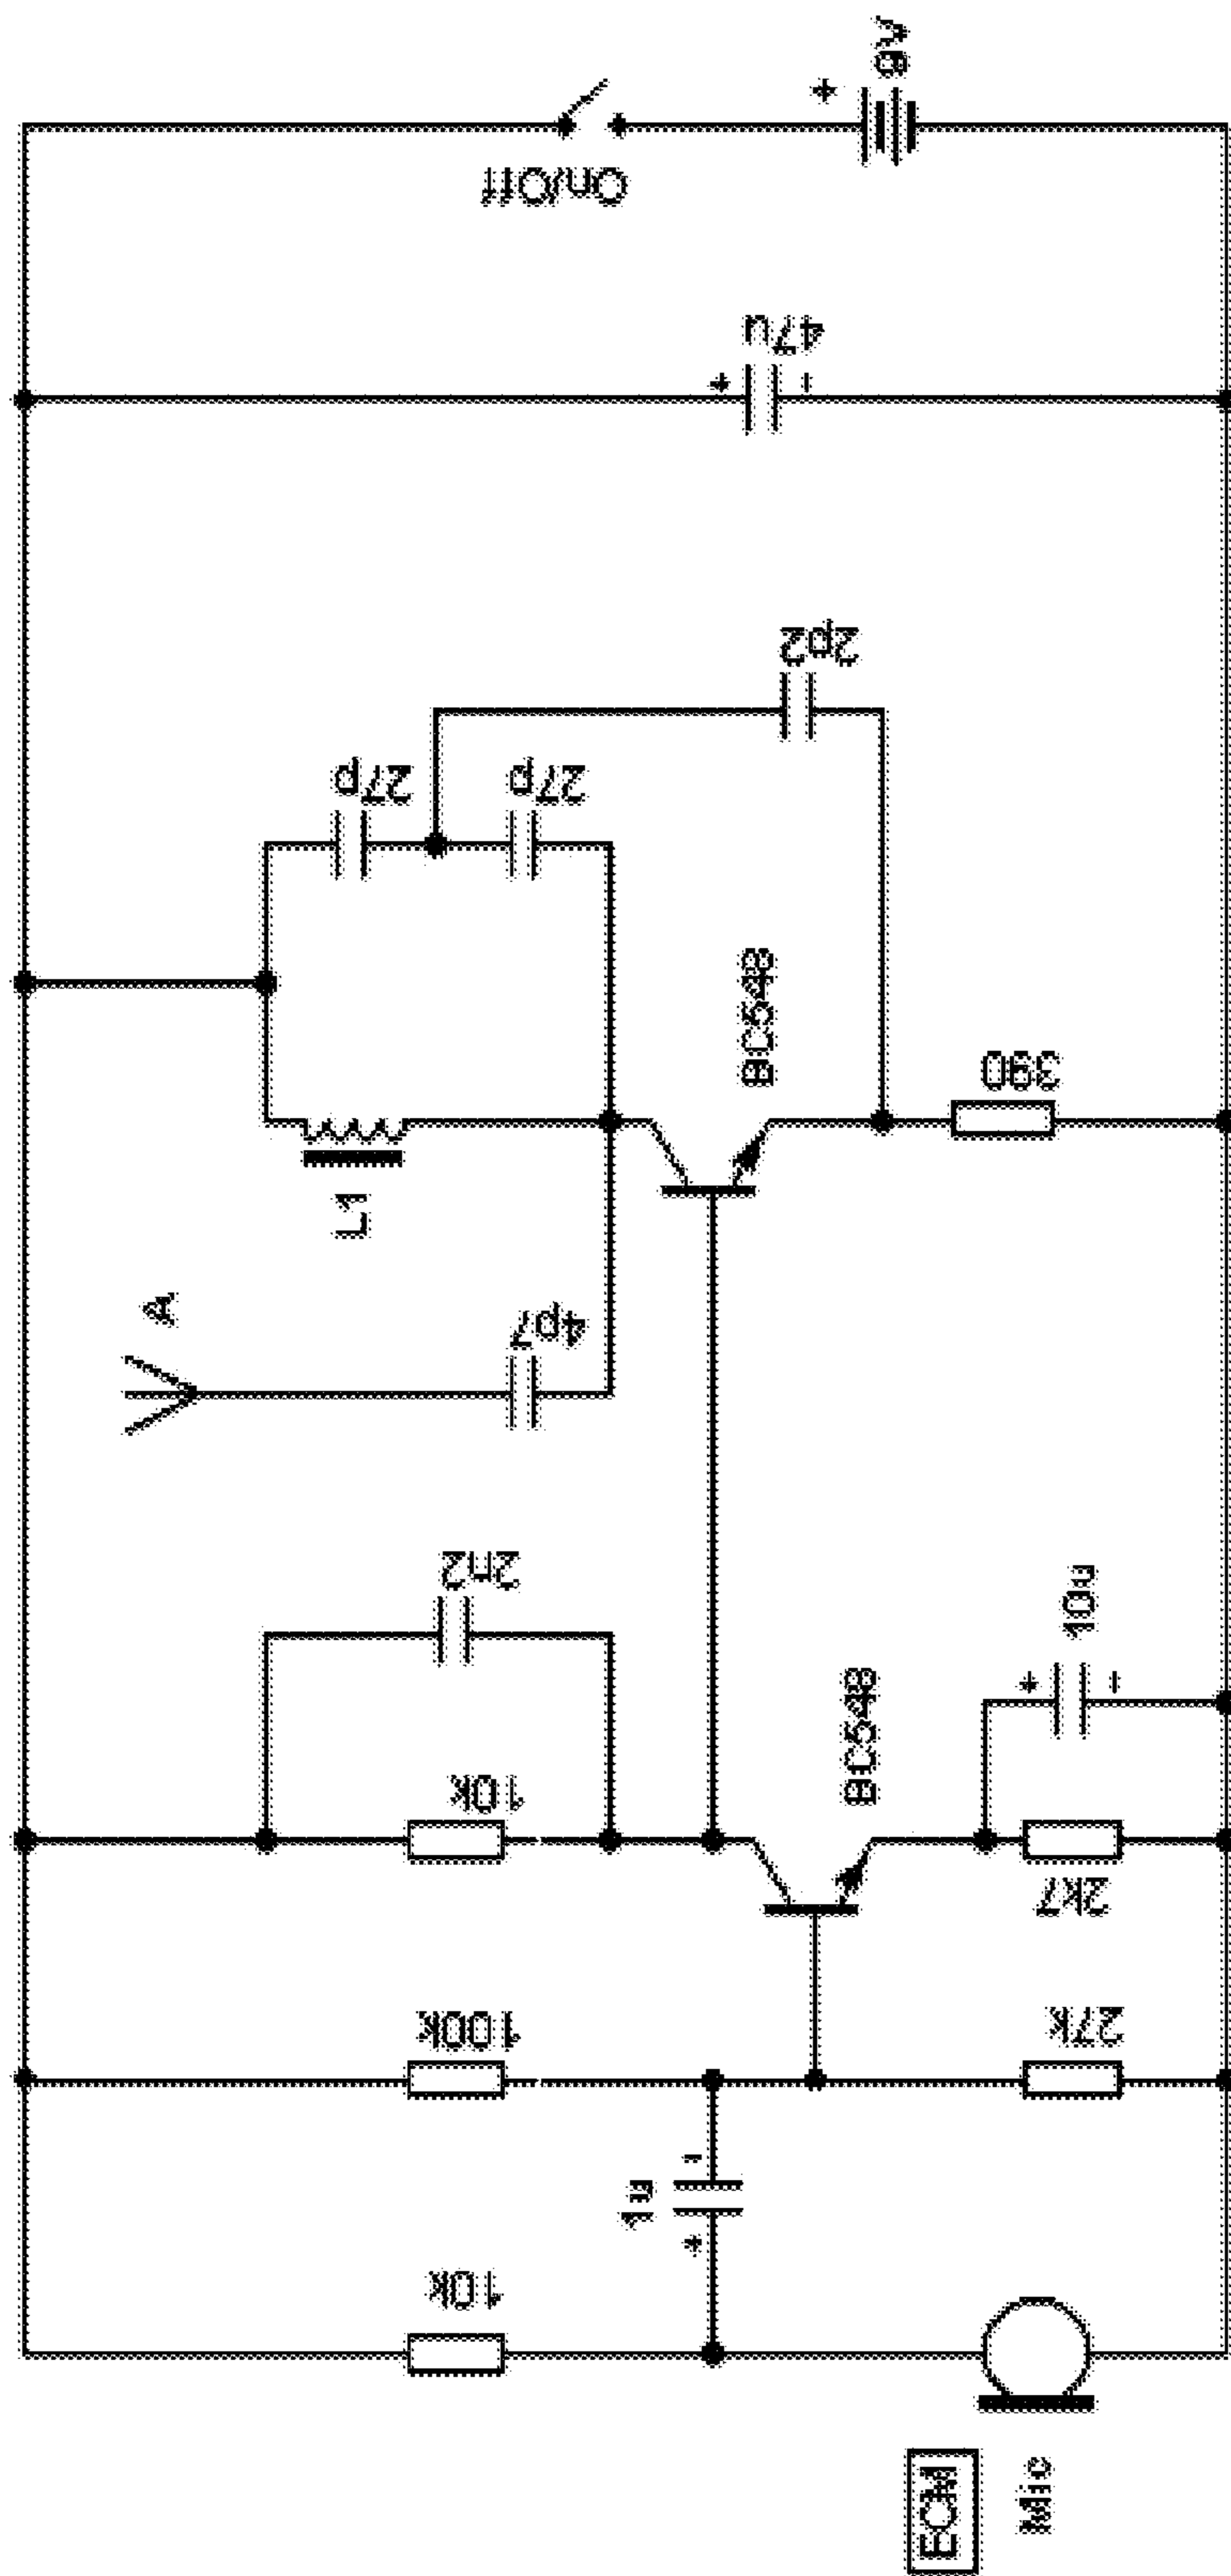 ECM
Mic
10k
1u
+
-
100k
27k
10k
2n2
BC548
2k7
+
10u
-
A
4p7
L1
BC548
390
27p
27p
2p2
+
47u
-
On/Off
+
9V